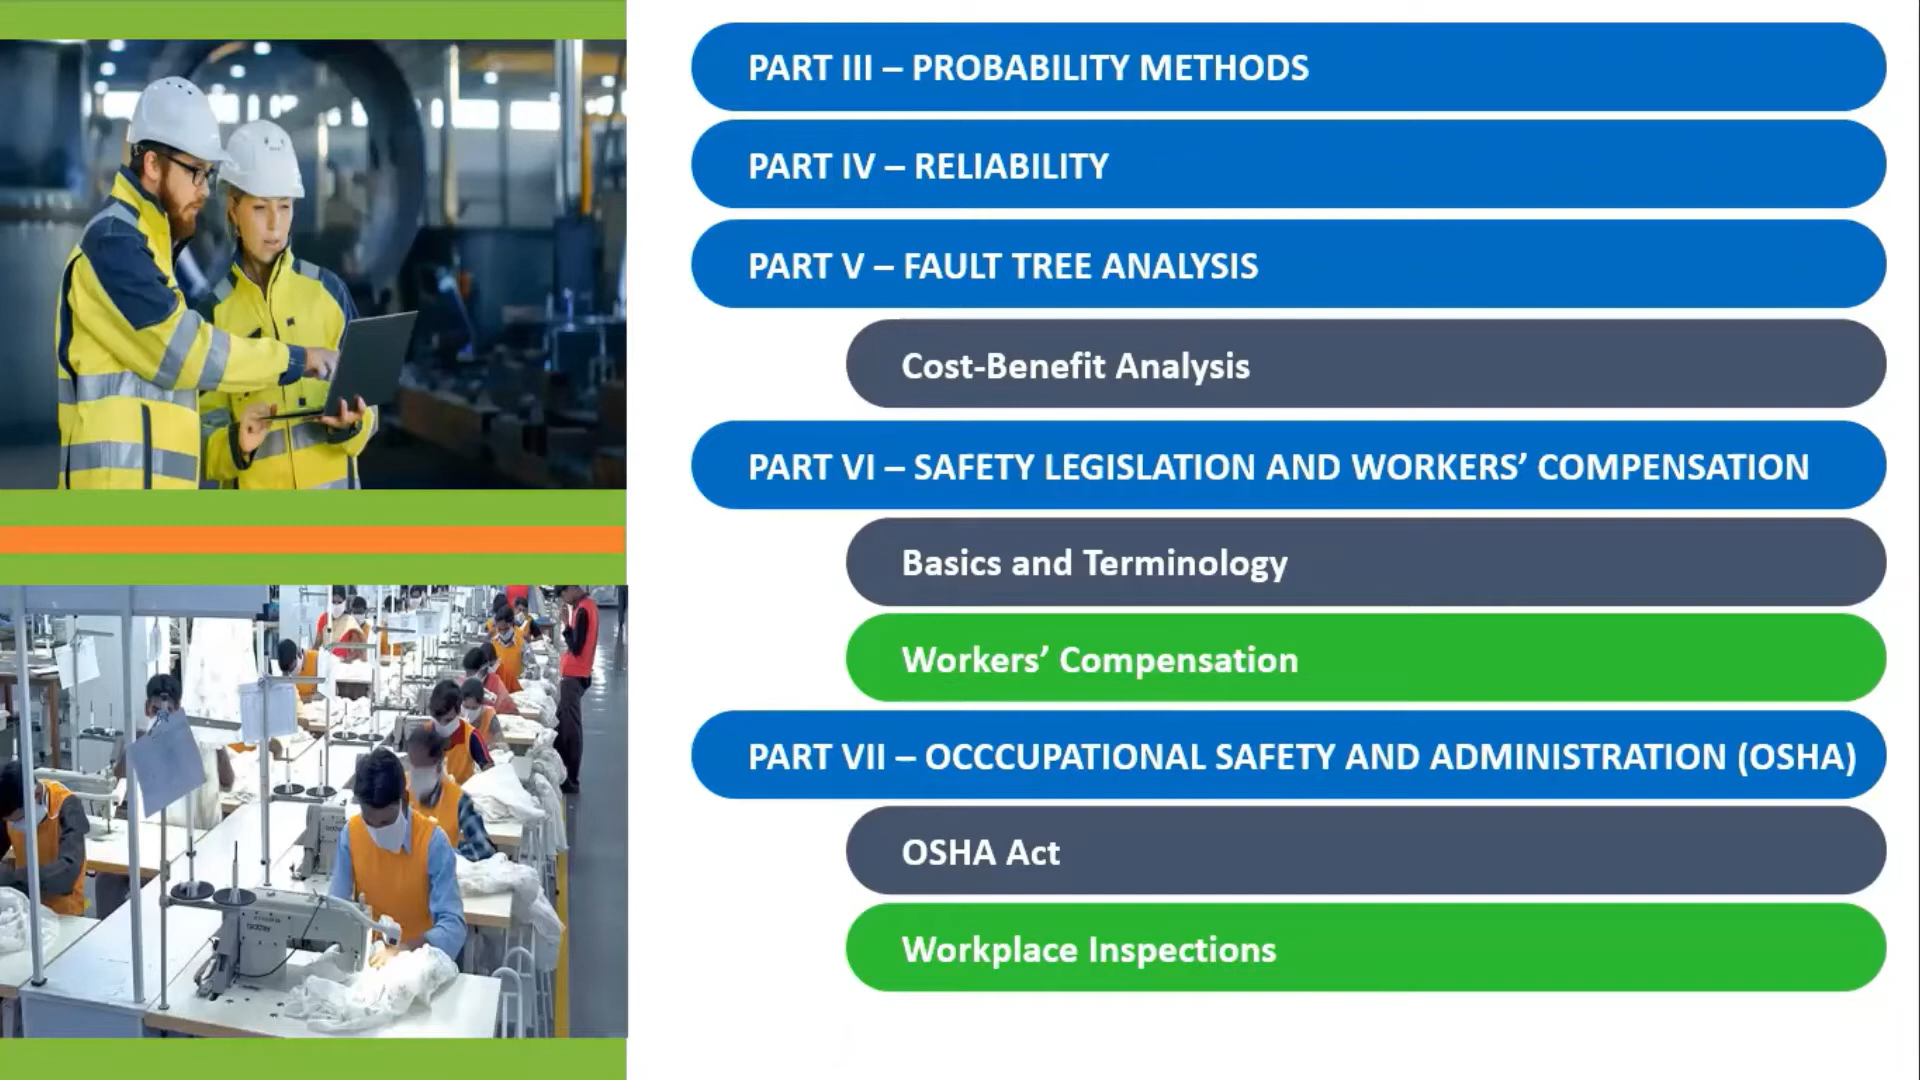 PART III – PROBABILITY METHODS
PART IV – RELIABILITY
PART V – FAULT TREE ANALYSIS
Cost-Benefit Analysis
PART VI – SAFETY LEGISLATION AND WORKERS’ COMPENSATION
Basics and Terminology
Workers’ Compensation
PART VII – OCCCUPATIONAL SAFETY AND ADMINISTRATION (OSHA)
OSHA Act
Workplace Inspections
brother